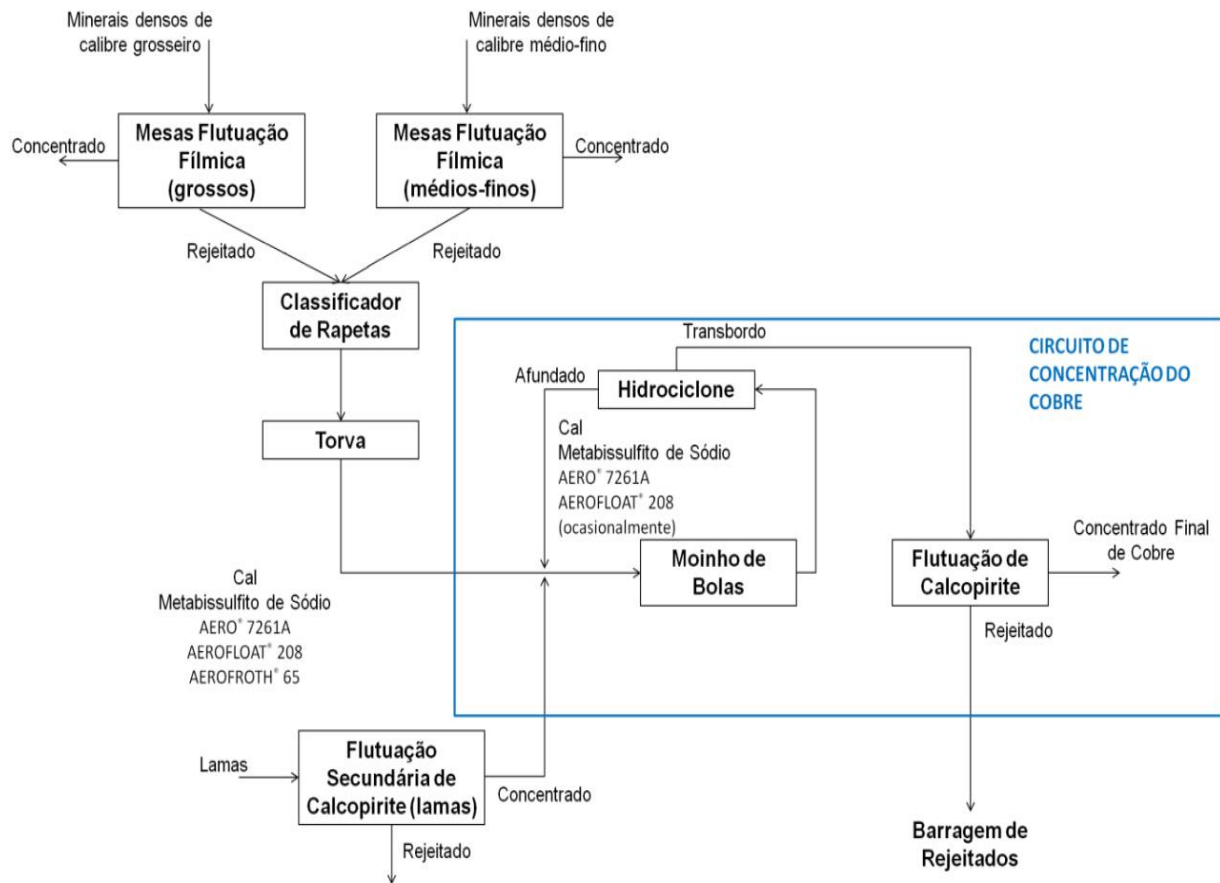 Minerais densos de
calibre grosseiro
Minerais densos de
calibre médio-fino
Concentrado
Mesas Flutuação
Fílmica
(grossos)
Mesas Flutuação
Fílmica
(médios-finos)
Concentrado
Rejeitado
Rejeitado
Classificador
de Rapetas
Torva
Transbordo
CIRCUITO DE
CONCENTRAÇÃO DO
COBRE
Afundado
Hidrociclone
Cal
Metabissulfito de Sódio
AERO® 7261A
AEROFLOAT® 208
(ocasionalmente)
Moinho de
Bolas
Flutuação de
Calcopirite
Concentrado Final
de Cobre
Rejeitado
Cal
Metabissulfito de Sódio
AERO® 7261A
AEROFLOAT® 208
AEROFROTH® 65
Lamas
Flutuação
Secundária de
Calcopirite (lamas)
Concentrado
Rejeitado
Barragem de
Rejeitados